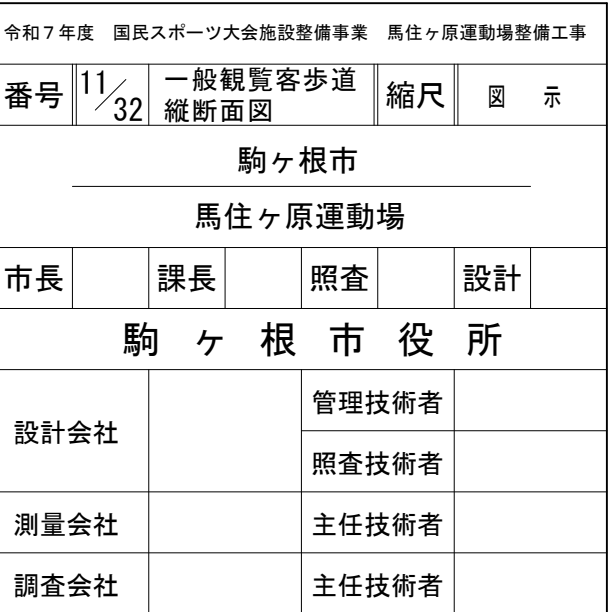 令和７年度　国民スポーツ大会施設整備事業　馬住ヶ原運動場整備工事
番号 11/32 一般観覧客歩道 縮尺 図　示
縦断面図
駒ヶ根市
馬住ヶ原運動場
市長 課長 照査 設計
駒ヶ根市役所
設計会社 管理技術者
照査技術者
測量会社 主任技術者
調査会社 主任技術者